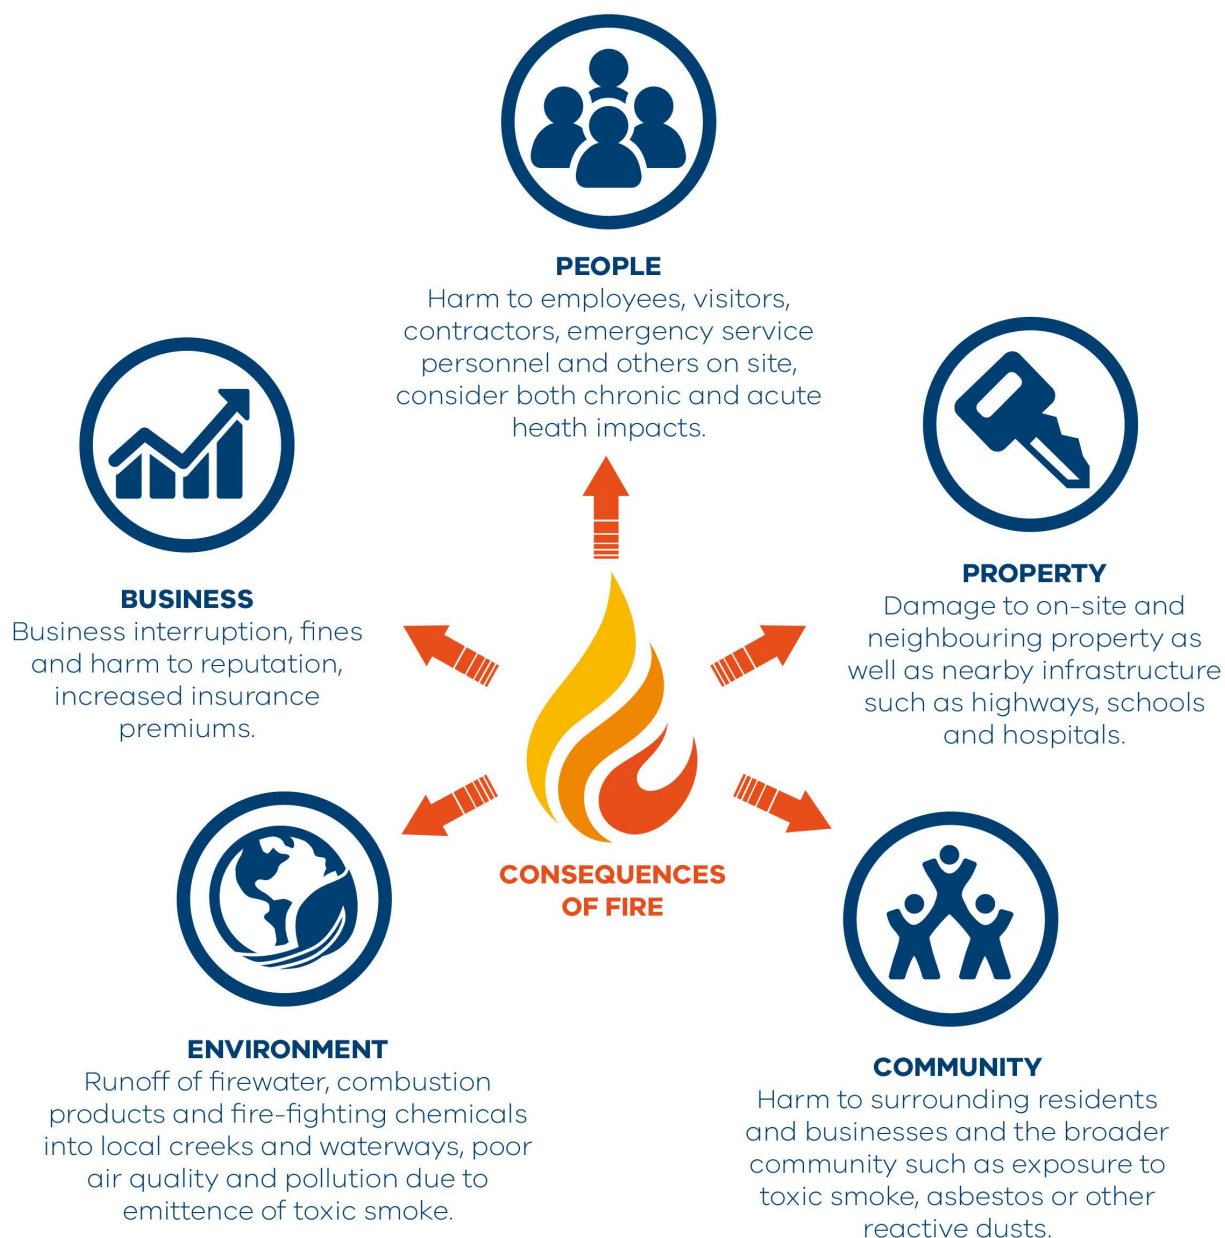 PEOPLE
Harm to employees, visitors,
contractors, emergency service
personnel and others on site,
consider both chronic and acute
heath impacts.
BUSINESS
Business interruption, fines
and harm to reputation,
increased insurance
premiums.
PROPERTY
Damage to on-site and
neighbouring property as
well as nearby infrastructure
such as highways, schools
and hospitals.
CONSEQUENCES
OF FIRE
ENVIRONMENT
Runoff of firewater, combustion
products and fire-fighting chemicals
into local creeks and waterways, poor
air quality and pollution due to
emittence of toxic smoke.
COMMUNITY
Harm to surrounding residents
and businesses and the broader
community such as exposure to
toxic smoke, asbestos or other
reactive dusts.